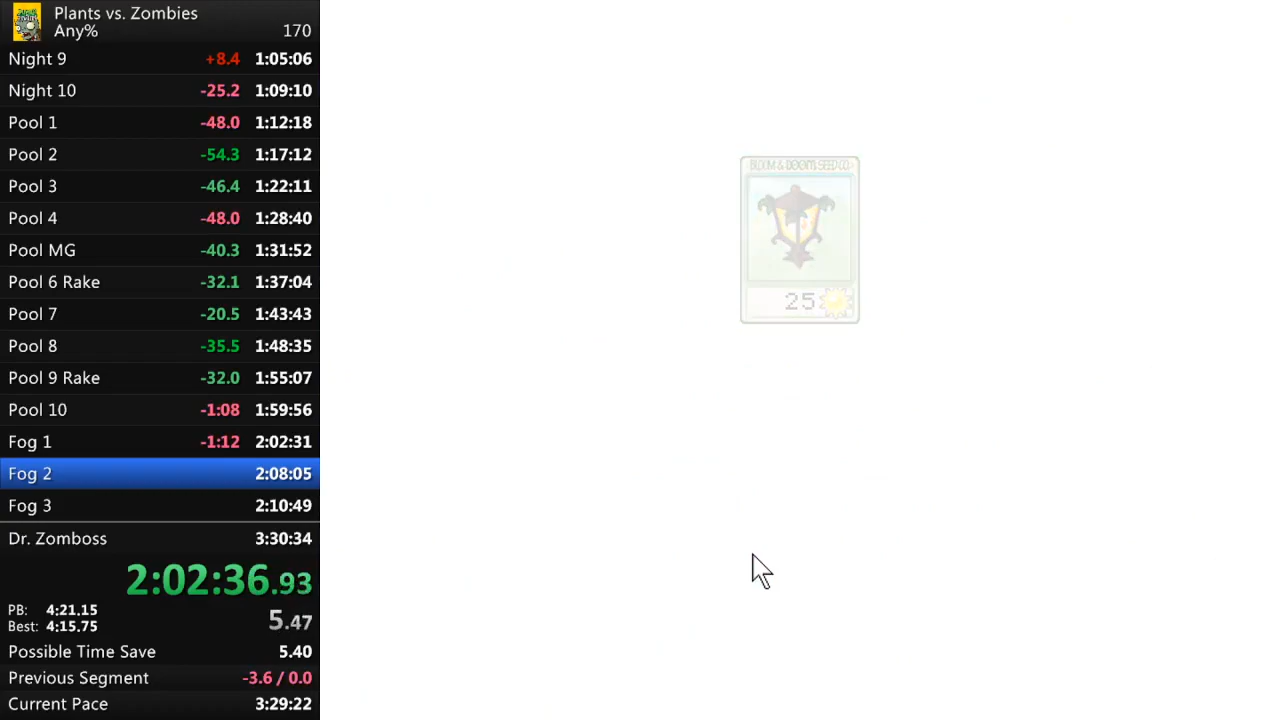 Plants vs. Zombies
Any% 170
Night 9 +8.4 1:05:06
Night 10 -25.2 1:09:10
Pool 1 -48.0 1:12:18
Pool 2 -54.3 1:17:12
Pool 3 -46.4 1:22:11
Pool 4 -48.0 1:28:40
Pool MG -40.3 1:31:52
Pool 6 Rake -32.1 1:37:04
Pool 7 -20.5 1:43:43
Pool 8 -35.5 1:48:35
Pool 9 Rake -32.0 1:55:07
Pool 10 -1:08 1:59:56
Fog 1 -1:12 2:02:31
Fog 2 2:08:05
Fog 3 2:10:49
Dr. Zomboss 3:30:34
2:02:36.93
PB: 4:21.15
Best: 4:15.75
5.47
Possible Time Save 5.40
Previous Segment -3.6 / 0.0
Current Pace 3:29:22
BLOOM & DOOM SEED CO.
25